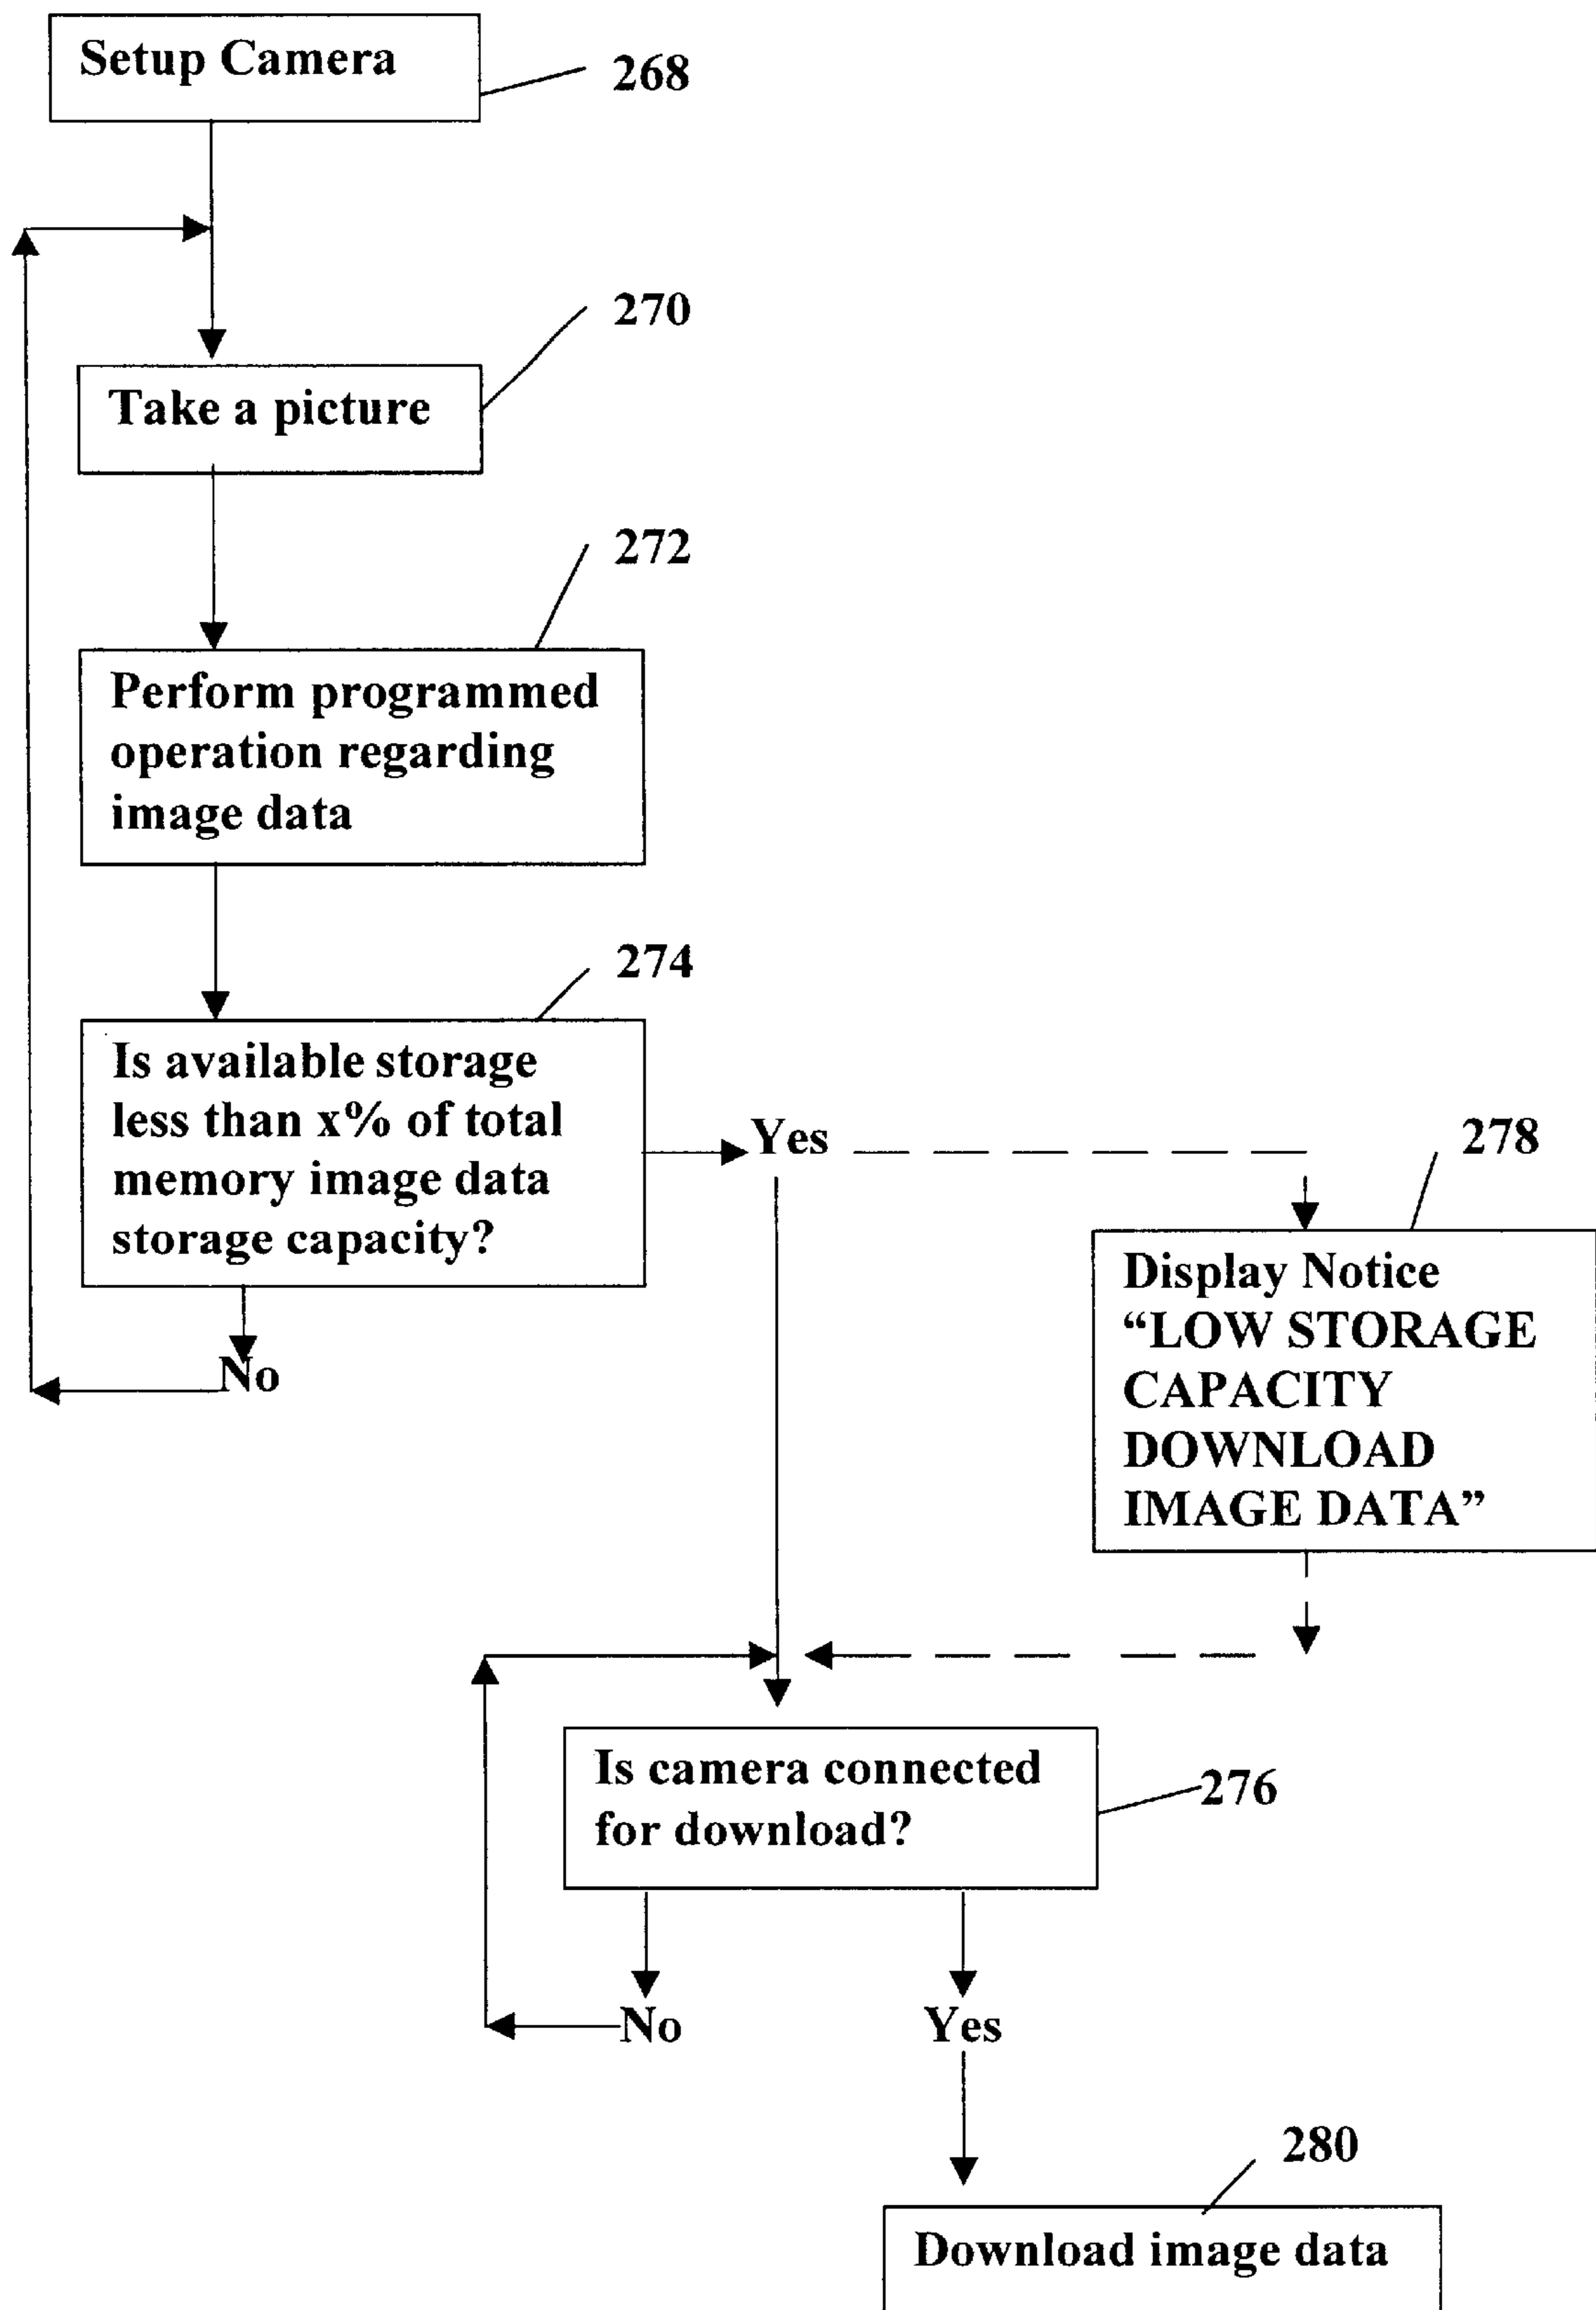 Setup Camera
268
270
Take a picture
272
Perform programmed
operation regarding
image data
274
Is available storage
less than x% of total
memory image data
storage capacity?
Yes
No
278
Display Notice
“LOW STORAGE
CAPACITY
DOWNLOAD
IMAGE DATA”
Is camera connected
for download?
276
No
Yes
280
Download image data